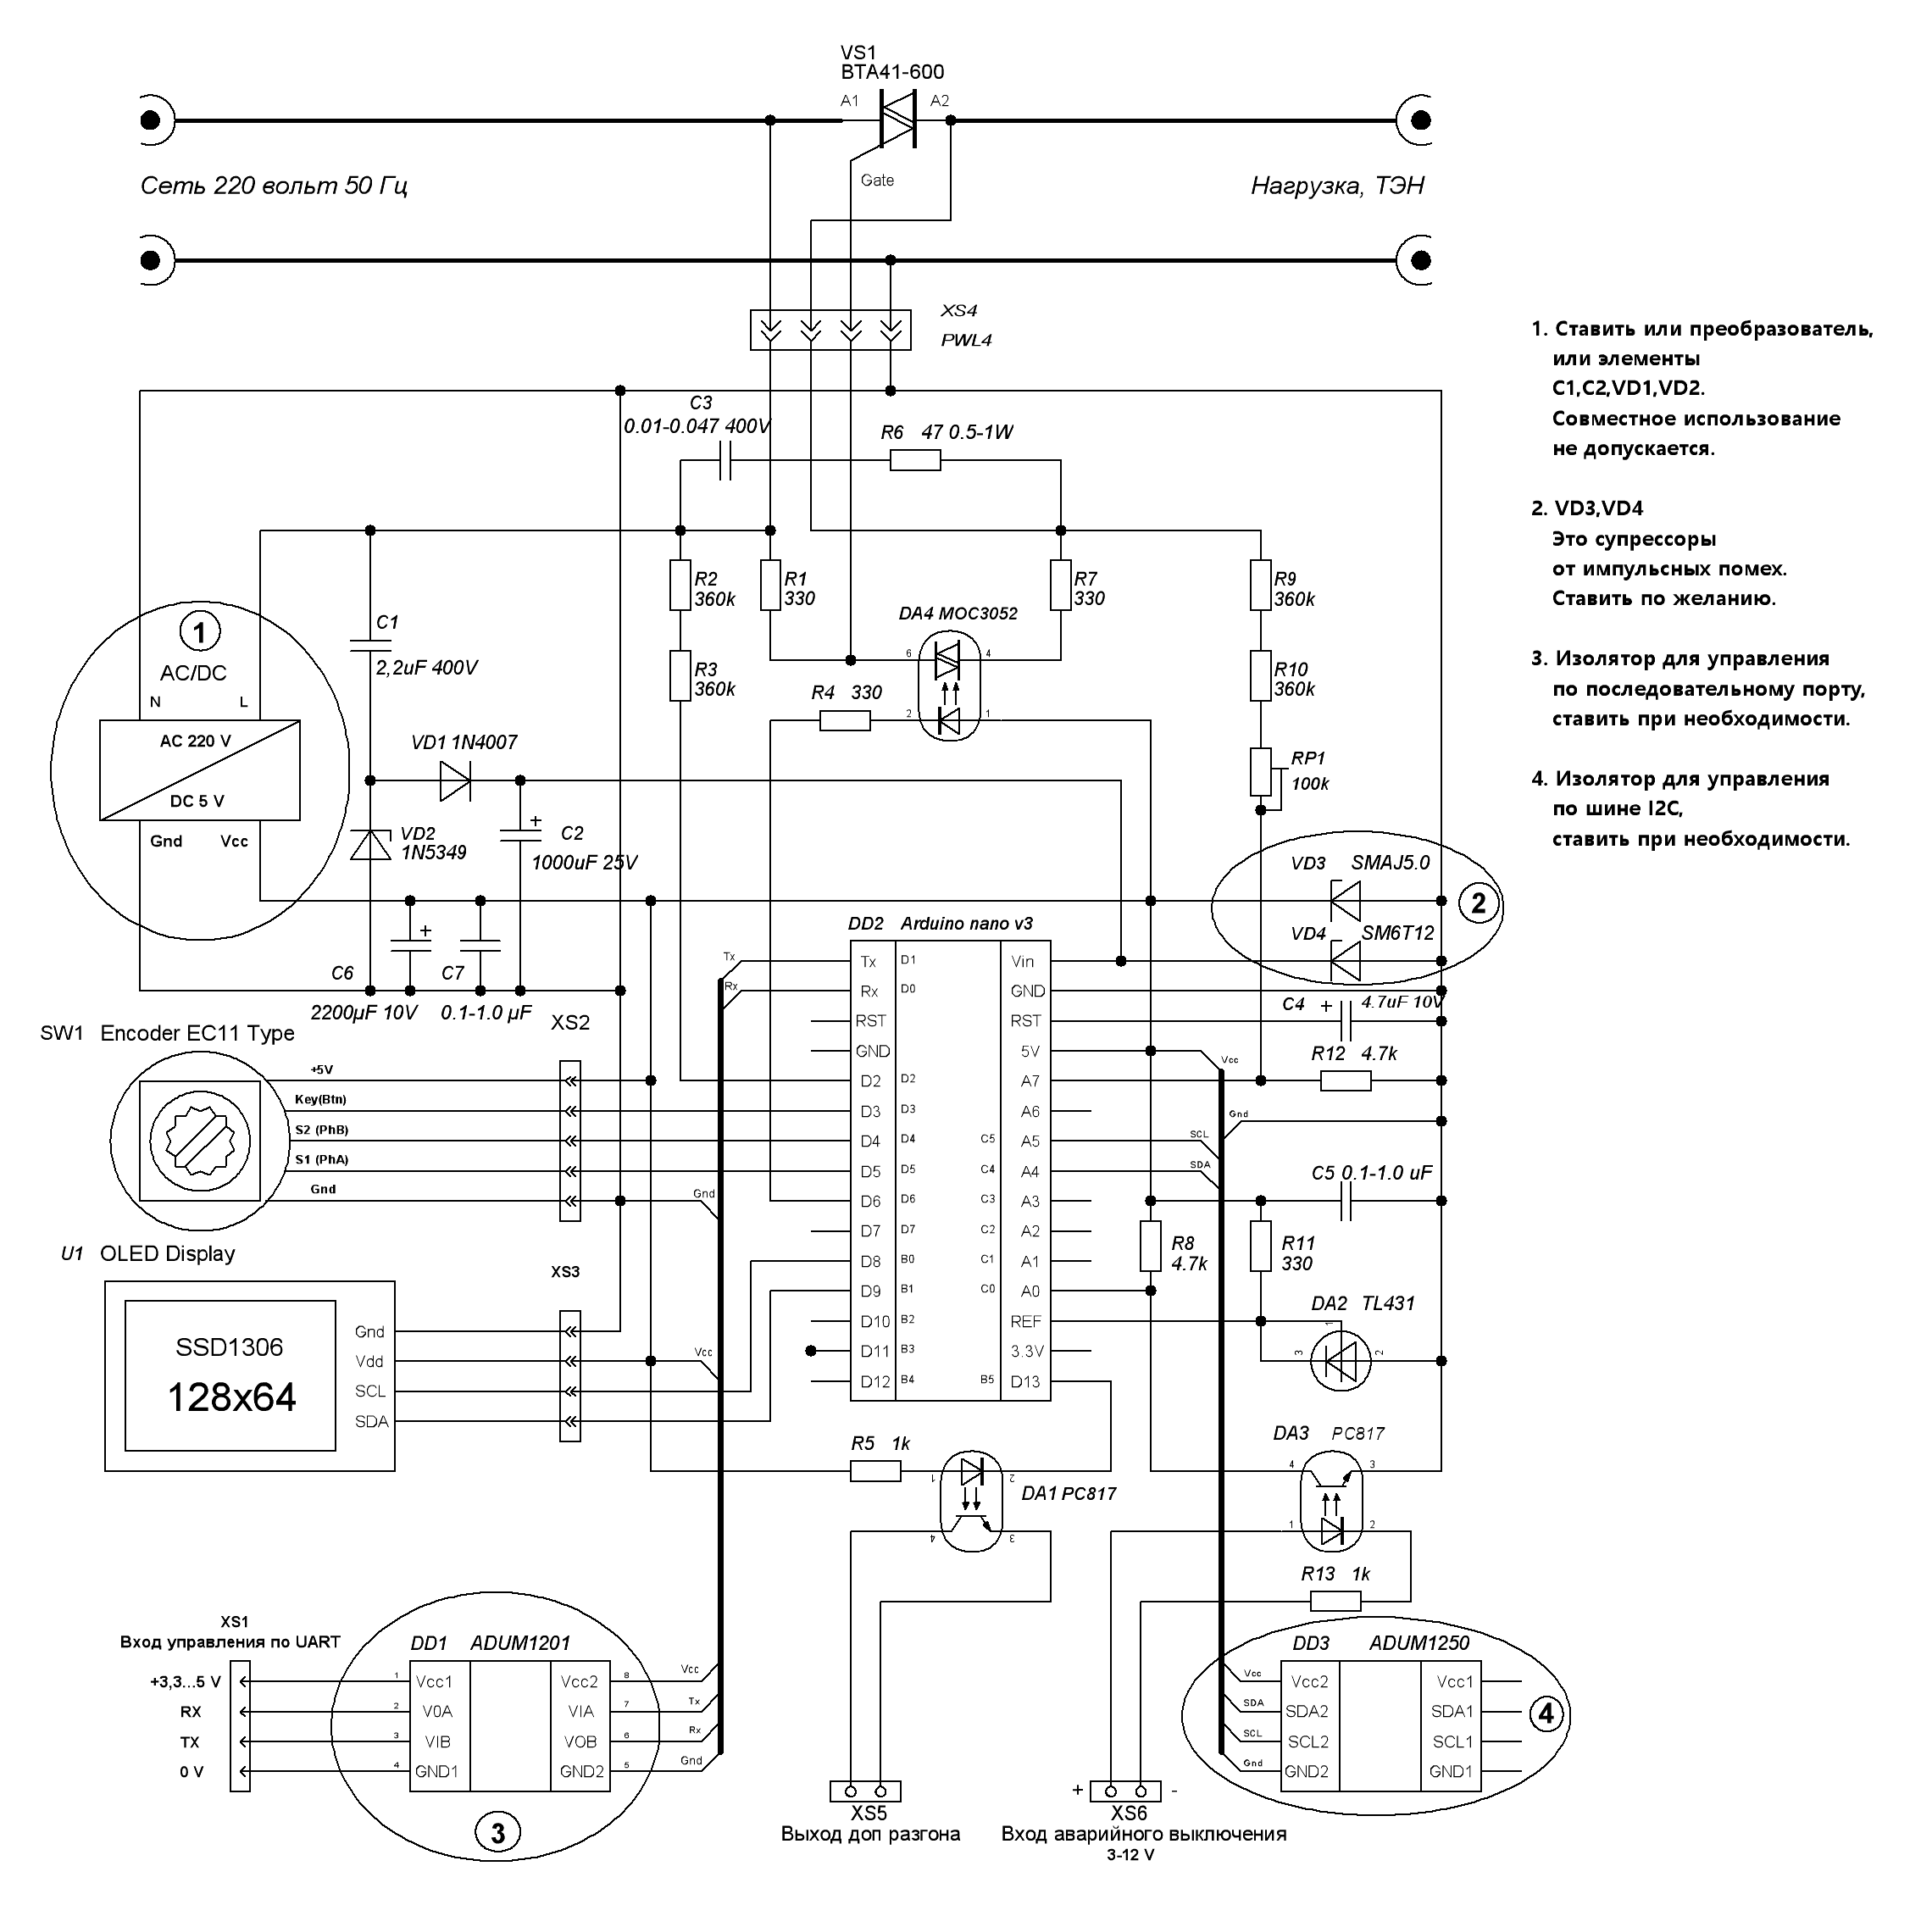 VS1
BTA41-600
A1
A2
Gate
Сеть 220 вольт 50 Гц
Нагрузка, ТЭН
XS4
PWL4
1. Ставить или преобразователь,
или элементы
C1,C2,VD1,VD2.
Совместное использование
не допускается.
2. VD3,VD4
Это супрессоры
от импульсных помех.
Ставить по желанию.
3. Изолятор для управления
по последовательному порту,
ставить при необходимости.
4. Изолятор для управления
по шине I2C,
ставить при необходимости.
C3
0.01-0.047 400V
R6 47 0.5-1W
R2
360k
R1
330
R7
330
R9
360k
DA4 MOC3052
6
4
2
1
R3
360k
R4 330
R10
360k
RP1
100k
1
AC/DC
N
L
AC 220 V
DC 5 V
Gnd
Vcc
C1
2,2uF 400V
VD1 1N4007
VD2
1N5349
+
C2
1000uF 25V
+
C6
2200µF 10V
C7
0.1-1.0 µF
VD3 SMAJ5.0
VD4 SM6T12
2
DD2 Arduino nano v3
Tx
Rx
Tx D1
Rx D0
RST
GND
D2 D2
D3 D3
D4 D4
D5 D5
D6 D6
D7 D7
D8 B0
D9 B1
D10 B2
D11 B3
D12 B4
Vin
GND
RST
5V
A7
A6
C5 A5
C4 A4
C3 A3
C2 A2
C1 A1
C0 A0
REF
3.3V
B5 D13
C4 + 4.7uF 10V
R12 4.7k
Vcc
Gnd
SCL
SDA
C5 0.1-1.0 uF
R8
4.7k
R11
330
DA2 TL431
1
3
2
SW1 Encoder EC11 Type
XS2
+5V
Key(Btn)
S2 (PhB)
S1 (PhA)
Gnd
Gnd
U1 OLED Display
XS3
SSD1306
128x64
Gnd
Vdd
SCL
SDA
Vcc
R5 1k
1
2
4
3
DA1 PC817
DA3 PC817
4
3
1
2
R13 1k
XS1
Вход управления по UART
+3,3...5 V
RX
TX
0 V
DD1 ADUM1201
1 Vcc1
2 V0A
3 VIB
4 GND1
Vcc2 8
VIA 7
VOB 6
GND2 5
Vcc
Tx
Rx
Gnd
3
XS5
Выход доп разгона
+
-
XS6
Вход аварийного выключения
3-12 V
DD3 ADUM1250
Vcc
SDA
SCL
Gnd
Vcc2
SDA2
SCL2
GND2
Vcc1
SDA1
SCL1
GND1
4